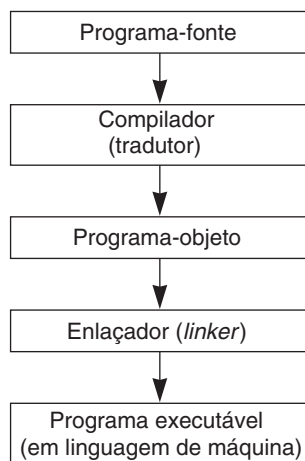 Programa-fonte
Compilador
(tradutor)
Programa-objeto
Enlaçador (linker)
Programa executável
(em linguagem de máquina)